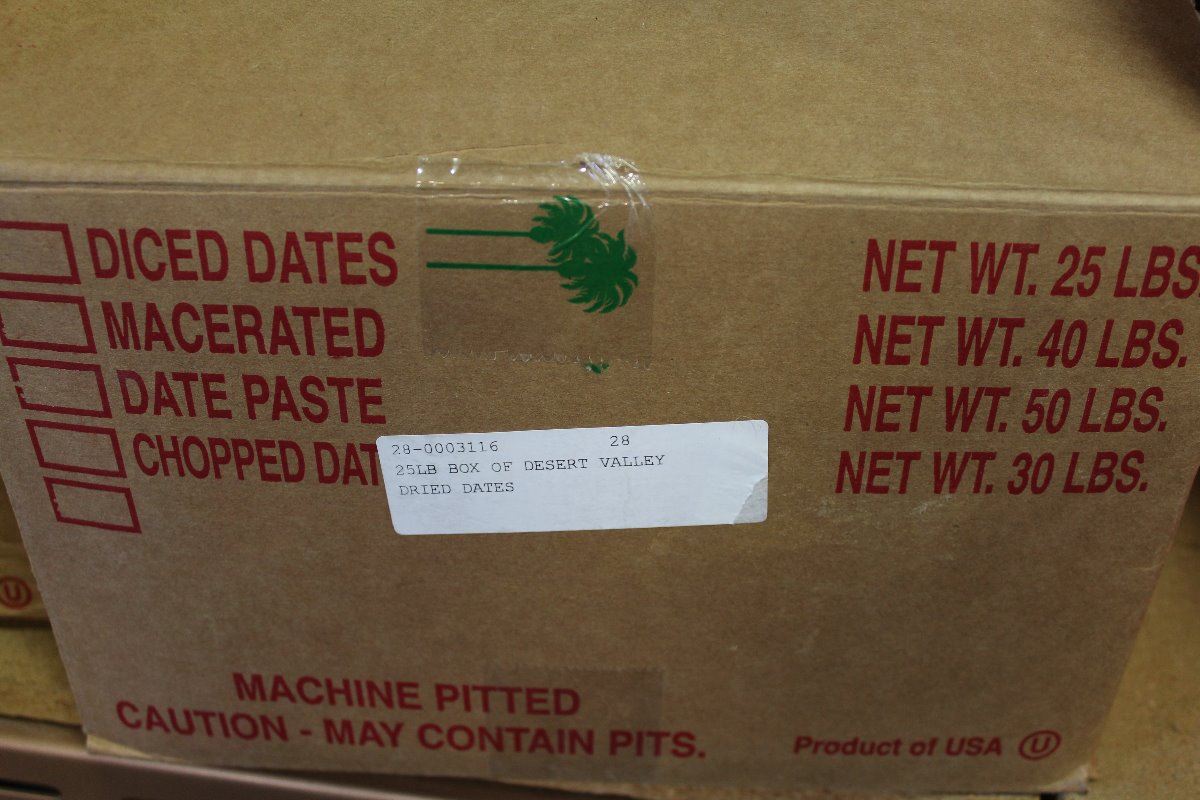 DICED DATES NET WT. 25 LBS.
MACERATED NET WT. 40 LBS.
DATE PASTE NET WT. 50 LBS.
CHOPPED DAT NET WT. 30 LBS.
28-0003116 28
25LB BOX OF DESERT VALLEY
DRIED DATES
MACHINE PITTED
CAUTION - MAY CONTAIN PITS.
Product of USA U
U